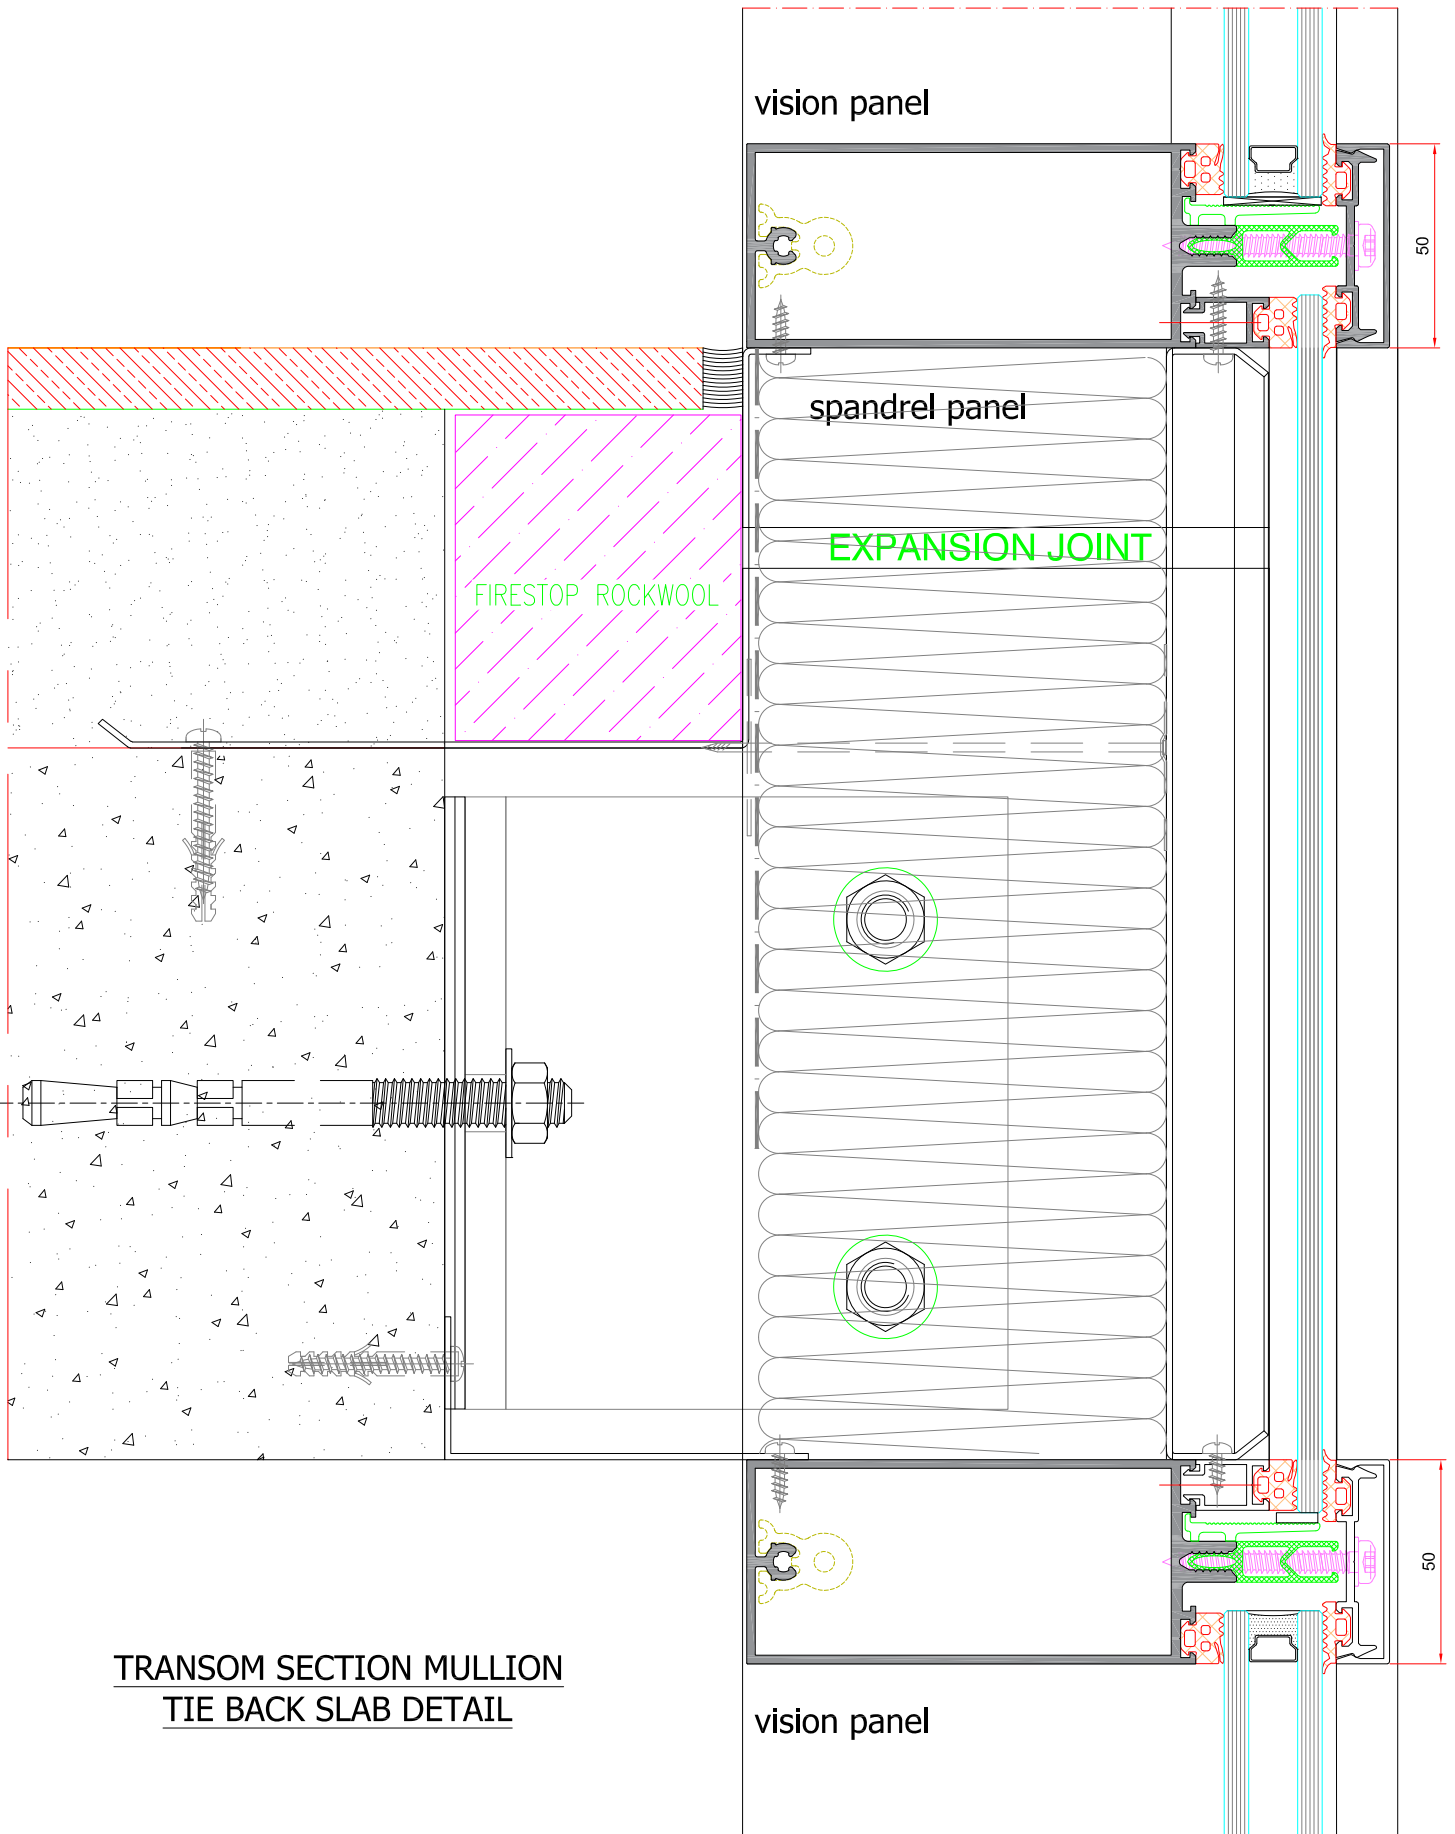 vision panel
50
spandrel panel
EXPANSION JOINT
FIRESTOP ROCKWOOL
50
TRANSOM SECTION MULLION
TIE BACK SLAB DETAIL
vision panel